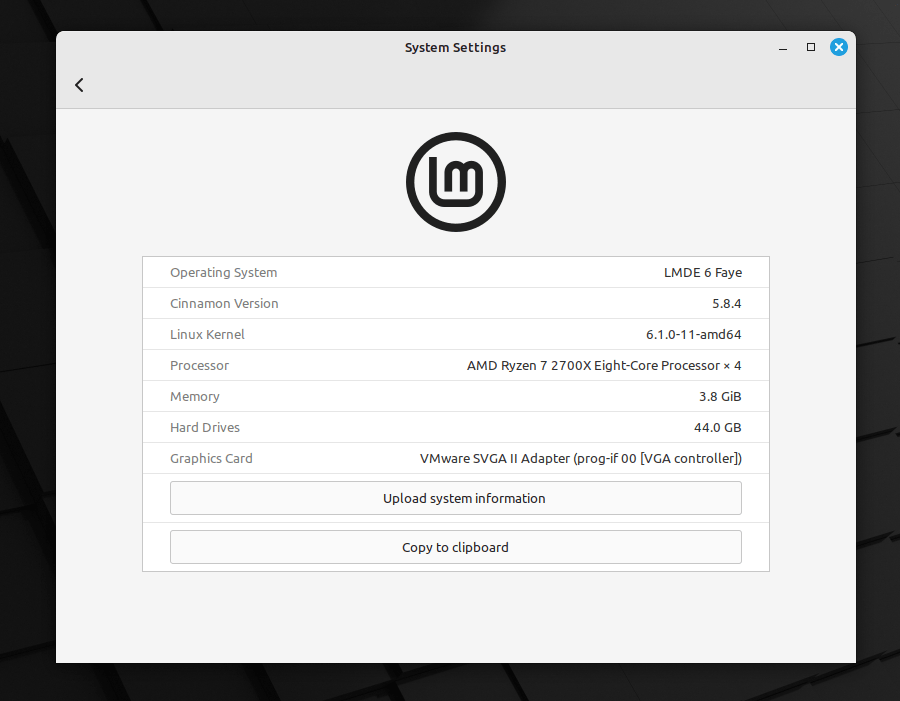 System Settings
lm
Operating System LMDE 6 Faye
Cinnamon Version 5.8.4
Linux Kernel 6.1.0-11-amd64
Processor AMD Ryzen 7 2700X Eight-Core Processor × 4
Memory 3.8 GiB
Hard Drives 44.0 GB
Graphics Card VMware SVGA II Adapter (prog-if 00 [VGA controller])
Upload system information
Copy to clipboard